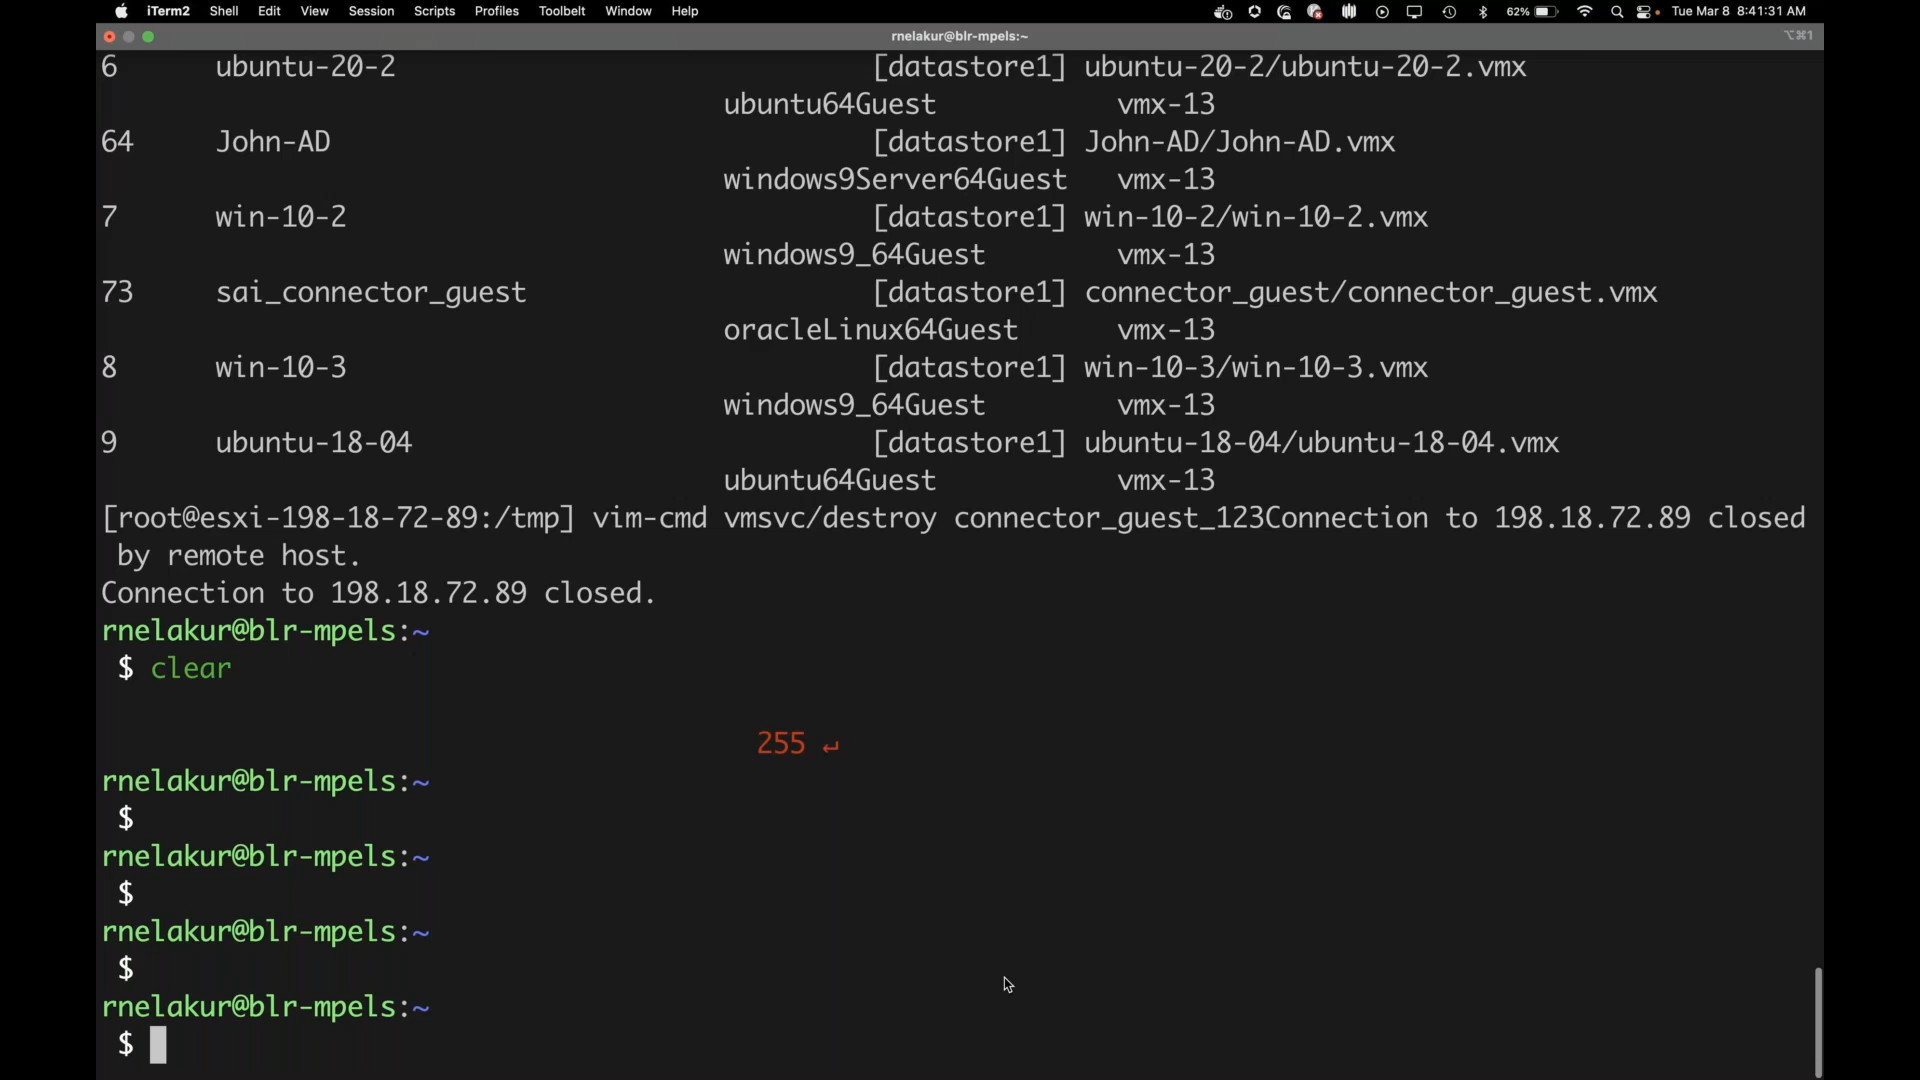 iTerm2 Shell Edit View Session Scripts Profiles Toolbelt Window Help 62% Tue Mar 8 8:41:31 AM
rnelakur@blr-mpels:~ ⌥⌘1
6 ubuntu-20-2 [datastore1] ubuntu-20-2/ubuntu-20-2.vmx
ubuntu64Guest vmx-13
64 John-AD [datastore1] John-AD/John-AD.vmx
windows9Server64Guest vmx-13
7 win-10-2 [datastore1] win-10-2/win-10-2.vmx
windows9_64Guest vmx-13
73 sai_connector_guest [datastore1] connector_guest/connector_guest.vmx
oracleLinux64Guest vmx-13
8 win-10-3 [datastore1] win-10-3/win-10-3.vmx
windows9_64Guest vmx-13
9 ubuntu-18-04 [datastore1] ubuntu-18-04/ubuntu-18-04.vmx
ubuntu64Guest vmx-13
[root@esxi-198-18-72-89:/tmp] vim-cmd vmsvc/destroy connector_guest_123Connection to 198.18.72.89 closed
by remote host.
Connection to 198.18.72.89 closed.
rnelakur@blr-mpels:~
$ clear
255 ↵
rnelakur@blr-mpels:~
$
rnelakur@blr-mpels:~
$
rnelakur@blr-mpels:~
$
rnelakur@blr-mpels:~
$